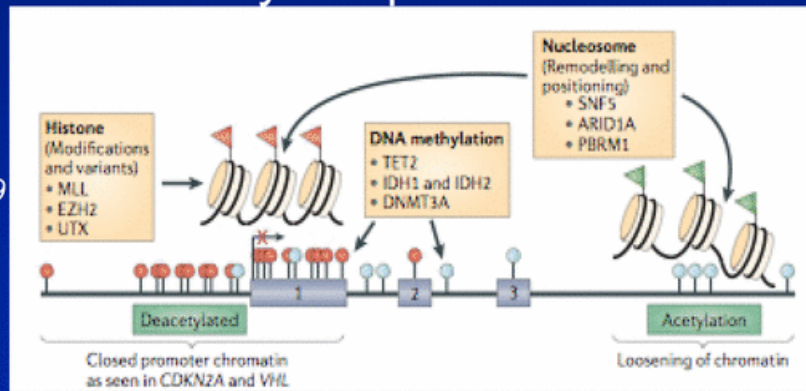 Nucleosome
(Remodelling and
positioning)
• SNF5
• ARID1A
• PBRM1
Histone
(Modifications
and variants)
• MLL
• EZH2
• UTX
DNA methylation
• TET2
• IDH1 and IDH2
• DNMT3A
9
1
2
3
Deacetylated
Acetylation
Closed promoter chromatin
as seen in CDKN2A and VHL
Loosening of chromatin